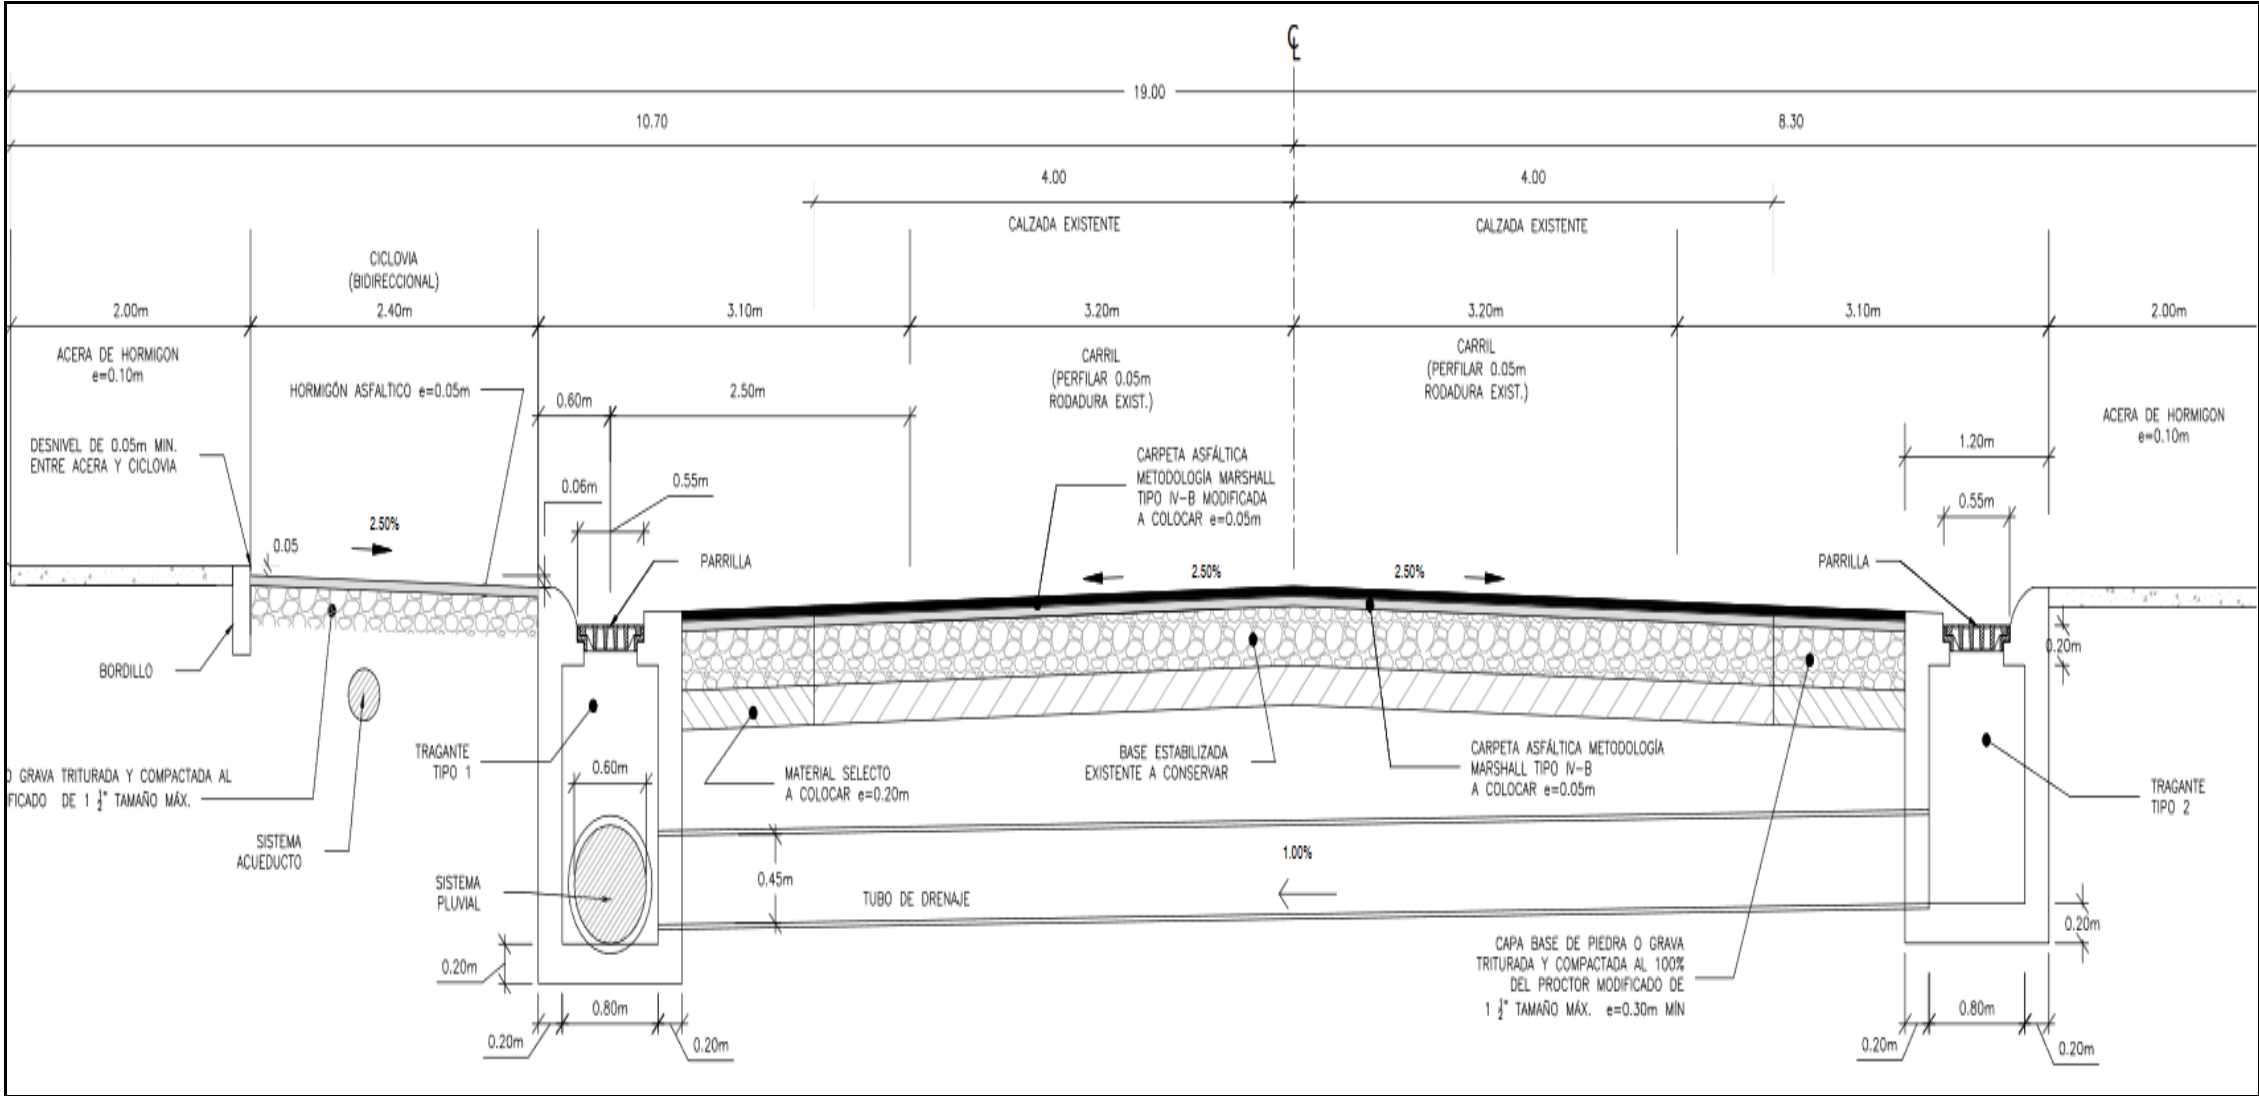 ℄
19.00
10.70
8.30
4.00
4.00
CALZADA EXISTENTE
CALZADA EXISTENTE
CICLOVIA
(BIDIRECCIONAL)
2.00m
2.40m
3.10m
3.20m
3.20m
3.10m
2.00m
ACERA DE HORMIGON
e=0.10m
CARRIL
(PERFILAR 0.05m
RODADURA EXIST.)
CARRIL
(PERFILAR 0.05m
RODADURA EXIST.)
HORMIGÓN ASFALTICO e=0.05m
0.60m
2.50m
ACERA DE HORMIGON
e=0.10m
DESNIVEL DE 0.05m MIN.
ENTRE ACERA Y CICLOVIA
CARPETA ASFÁLTICA
METODOLOGÍA MARSHALL
TIPO IV-B MODIFICADA
A COLOCAR e=0.05m
1.20m
0.06m
0.55m
0.55m
2.50%
0.05
PARRILLA
2.50%
2.50%
PARRILLA
0.20m
BORDILLO
TRAGANTE
TIPO 1
0.60m
MATERIAL SELECTO
A COLOCAR e=0.20m
BASE ESTABILIZADA
EXISTENTE A CONSERVAR
CARPETA ASFÁLTICA METODOLOGÍA
MARSHALL TIPO IV-B
A COLOCAR e=0.05m
O GRAVA TRITURADA Y COMPACTADA AL
FICADO DE 1 ½" TAMAÑO MÁX.
TRAGANTE
TIPO 2
SISTEMA
ACUEDUCTO
1.00%
SISTEMA
PLUVIAL
0.45m
TUBO DE DRENAJE
0.20m
0.20m
CAPA BASE DE PIEDRA O GRAVA
TRITURADA Y COMPACTADA AL 100%
DEL PROCTOR MODIFICADO DE
1 ½" TAMAÑO MÁX. e=0.30m MÍN
0.80m
0.20m
0.20m
0.80m
0.20m
0.20m